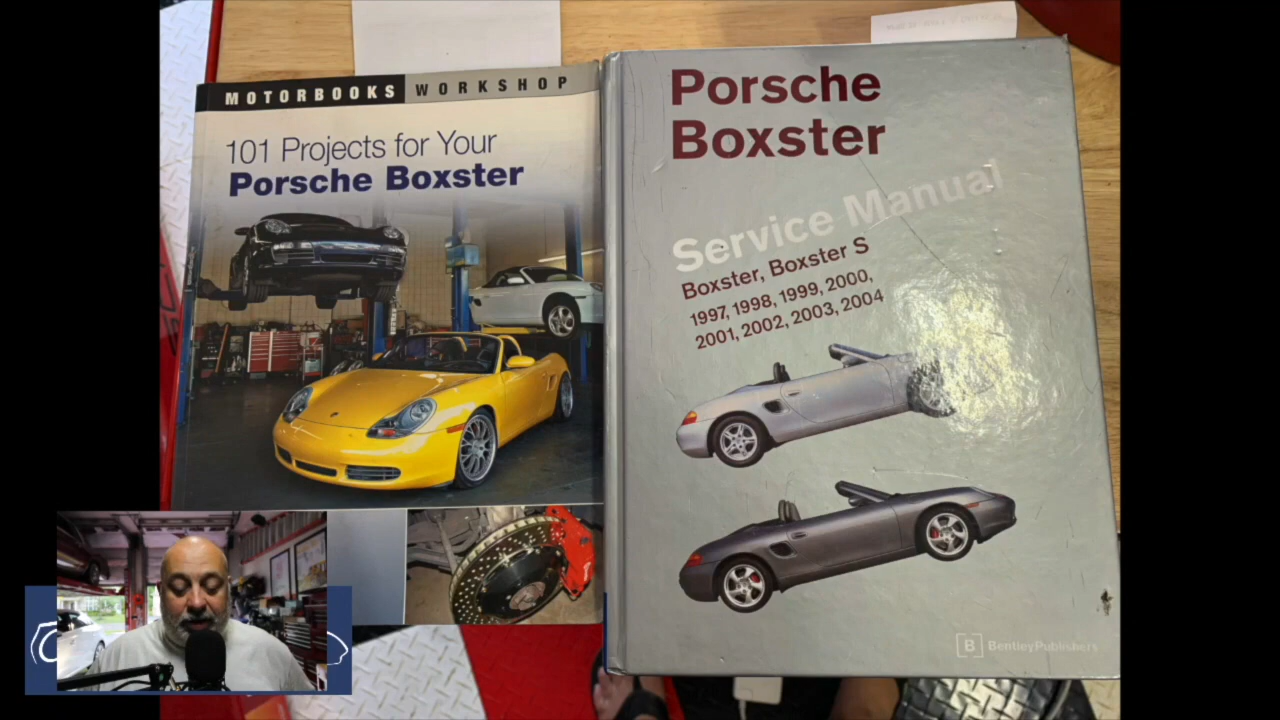 MOTORBOOKS WORKSHOP
101 Projects for Your
Porsche Boxster
Porsche
Boxster
Service Manual
Boxster, Boxster S
1997, 1998, 1999, 2000,
2001, 2002, 2003, 2004
B BentleyPublishers